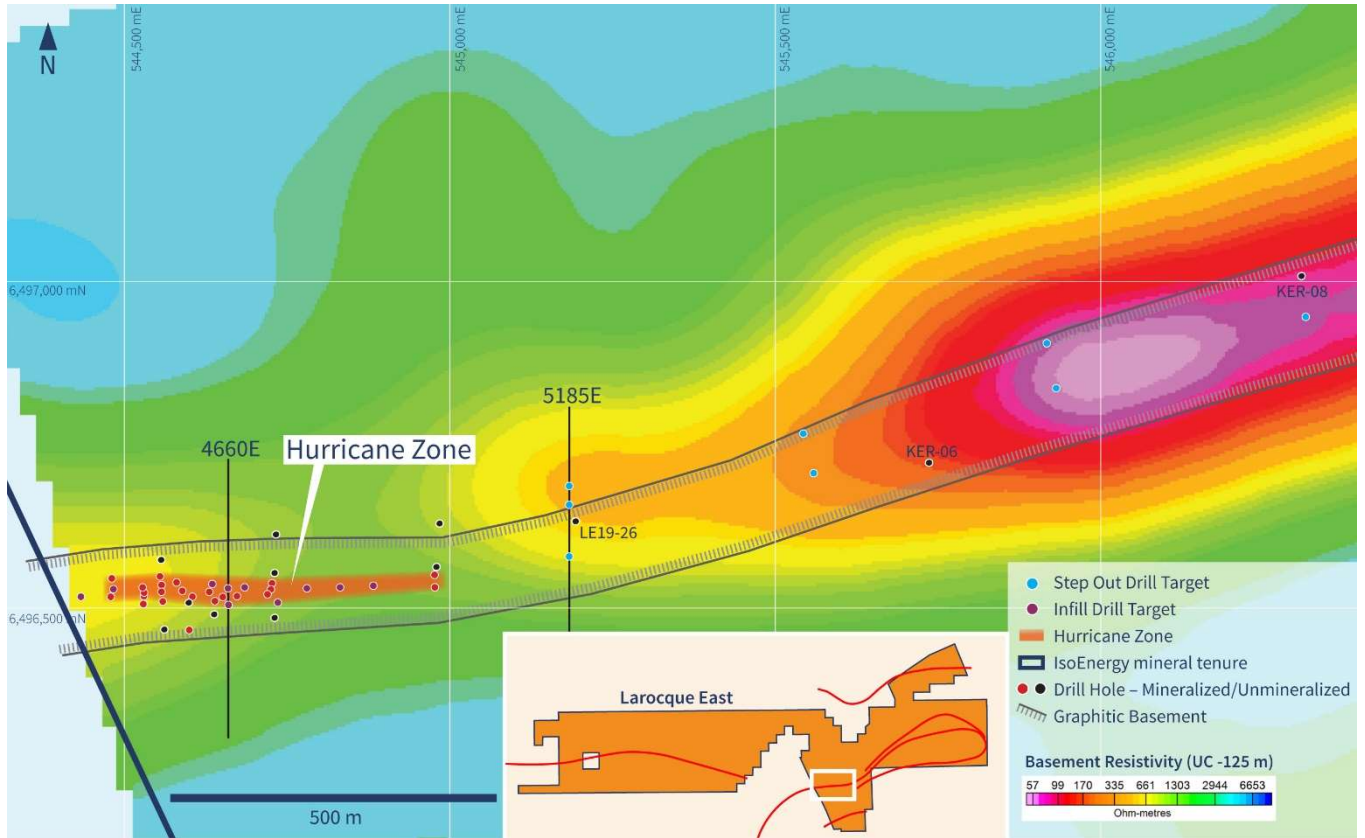 N
544,500 mE
545,000 mE
545,500 mE
546,000 mE
6,497,000 mN
KER-08
5185E
4660E
Hurricane Zone
KER-06
LE19-26
6,496,500 mN
500 m
Larocque East
Step Out Drill Target
Infill Drill Target
Hurricane Zone
IsoEnergy mineral tenure
Drill Hole – Mineralized/Unmineralized
Graphitic Basement
Basement Resistivity (UC -125 m)
57 99 170 335 661 1303 2944 6653
Ohm-metres